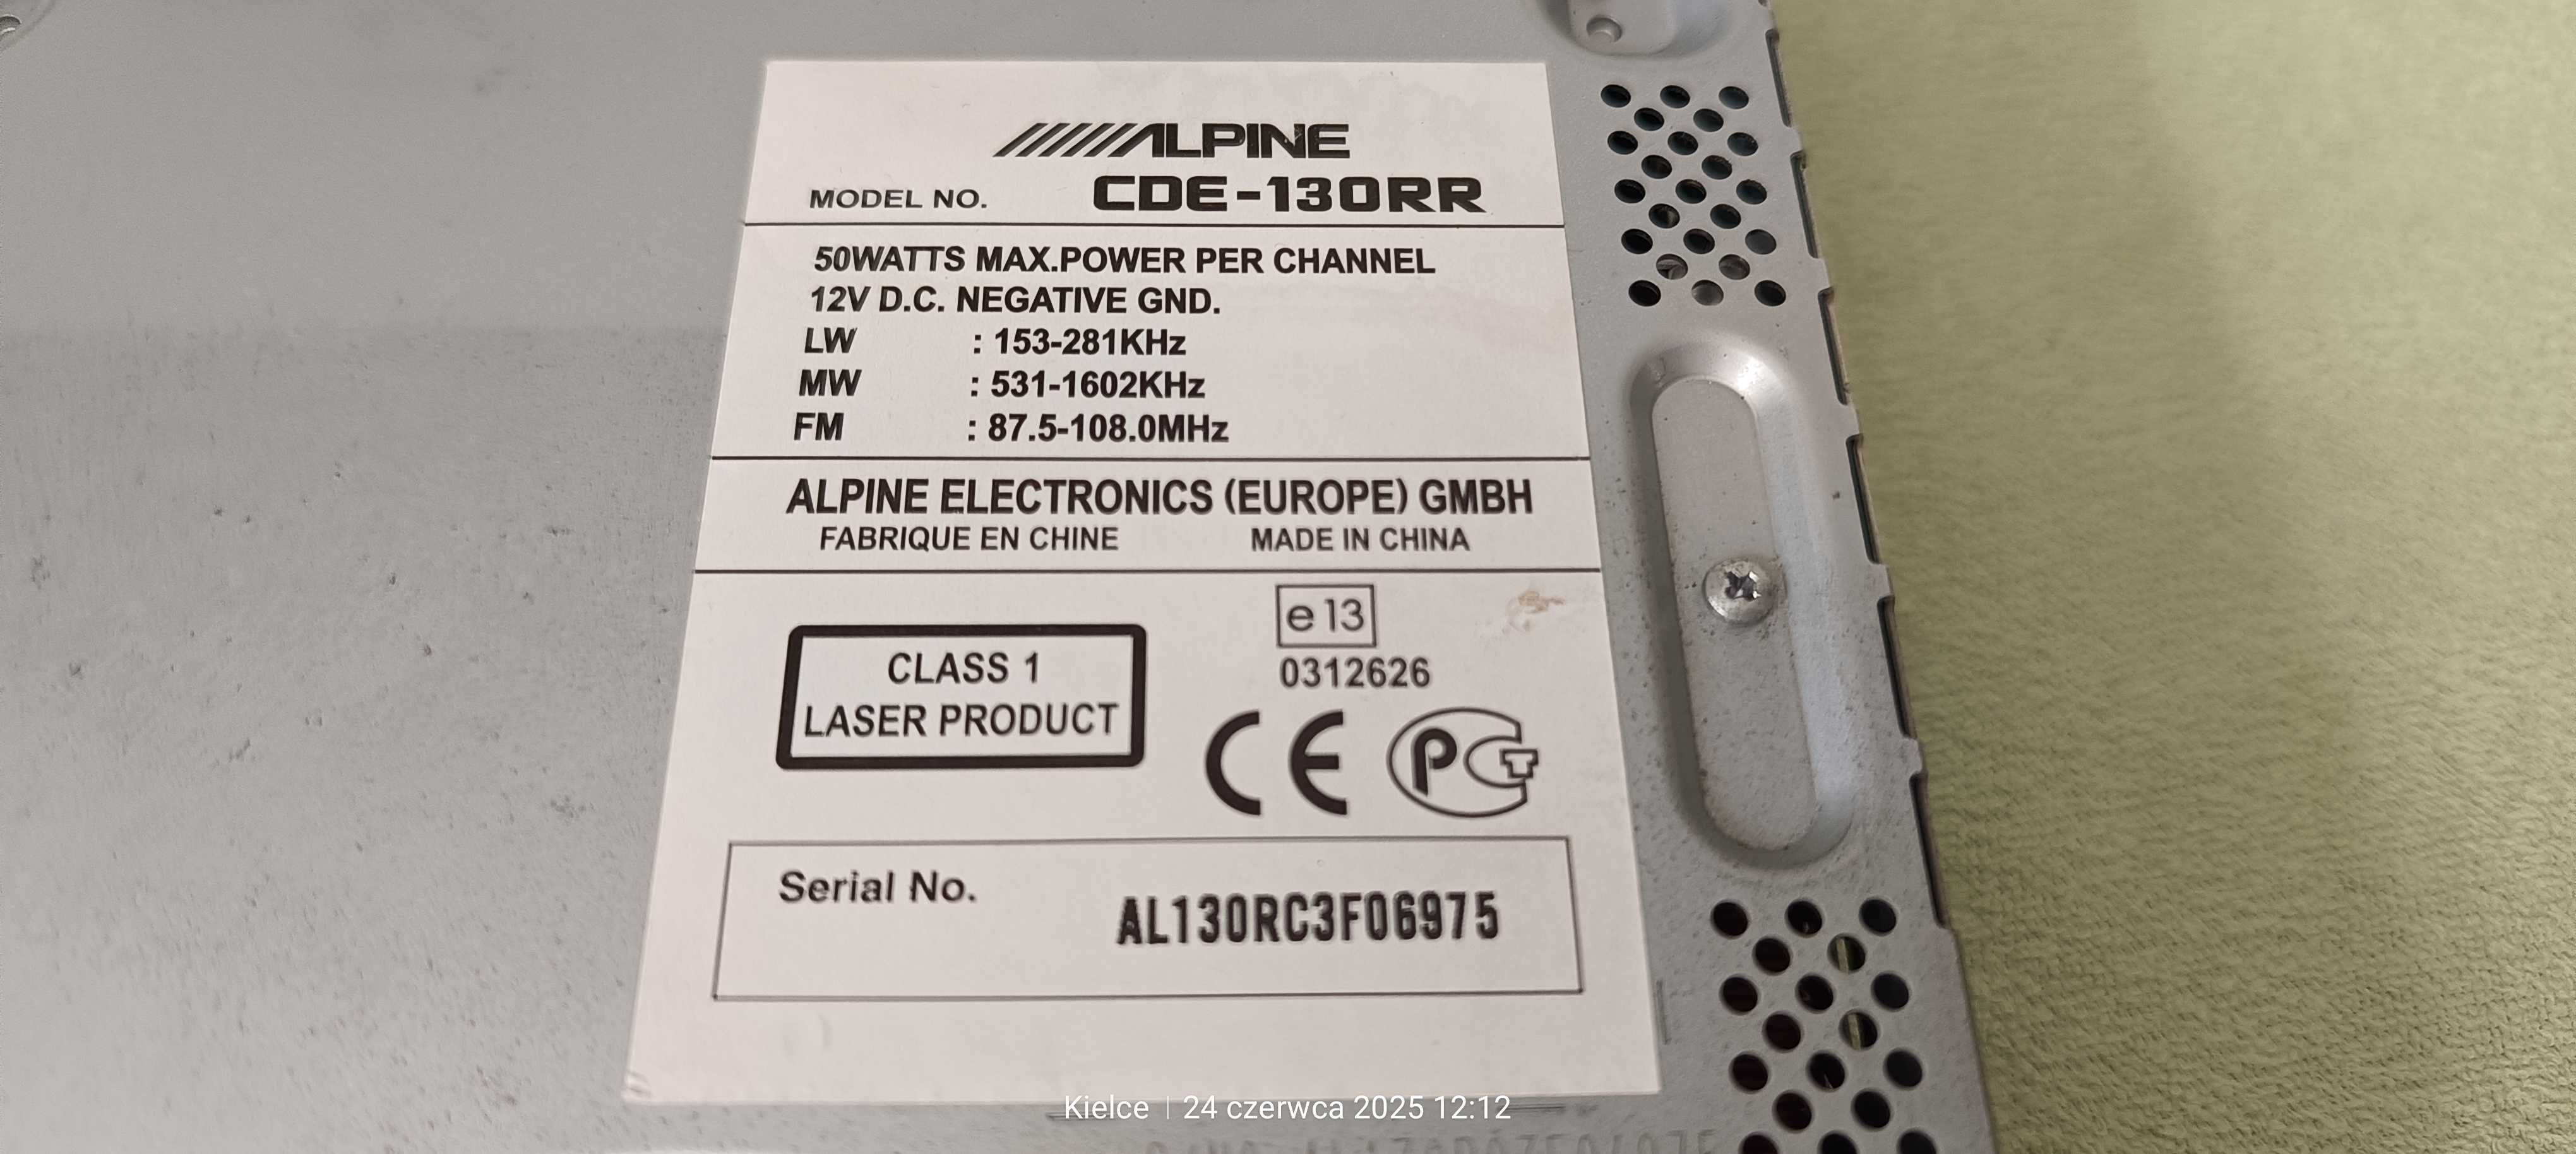 ALPINE
MODEL NO. CDE-130RR
50WATTS MAX.POWER PER CHANNEL
12V D.C. NEGATIVE GND.
LW : 153-281KHz
MW : 531-1602KHz
FM : 87.5-108.0MHz
ALPINE ELECTRONICS (EUROPE) GMBH
FABRIQUE EN CHINE MADE IN CHINA
e13
0312626
CLASS 1
LASER PRODUCT
CE PCT
Serial No. AL130RC3F06975
Kielce | 24 czerwca 2025 12:12